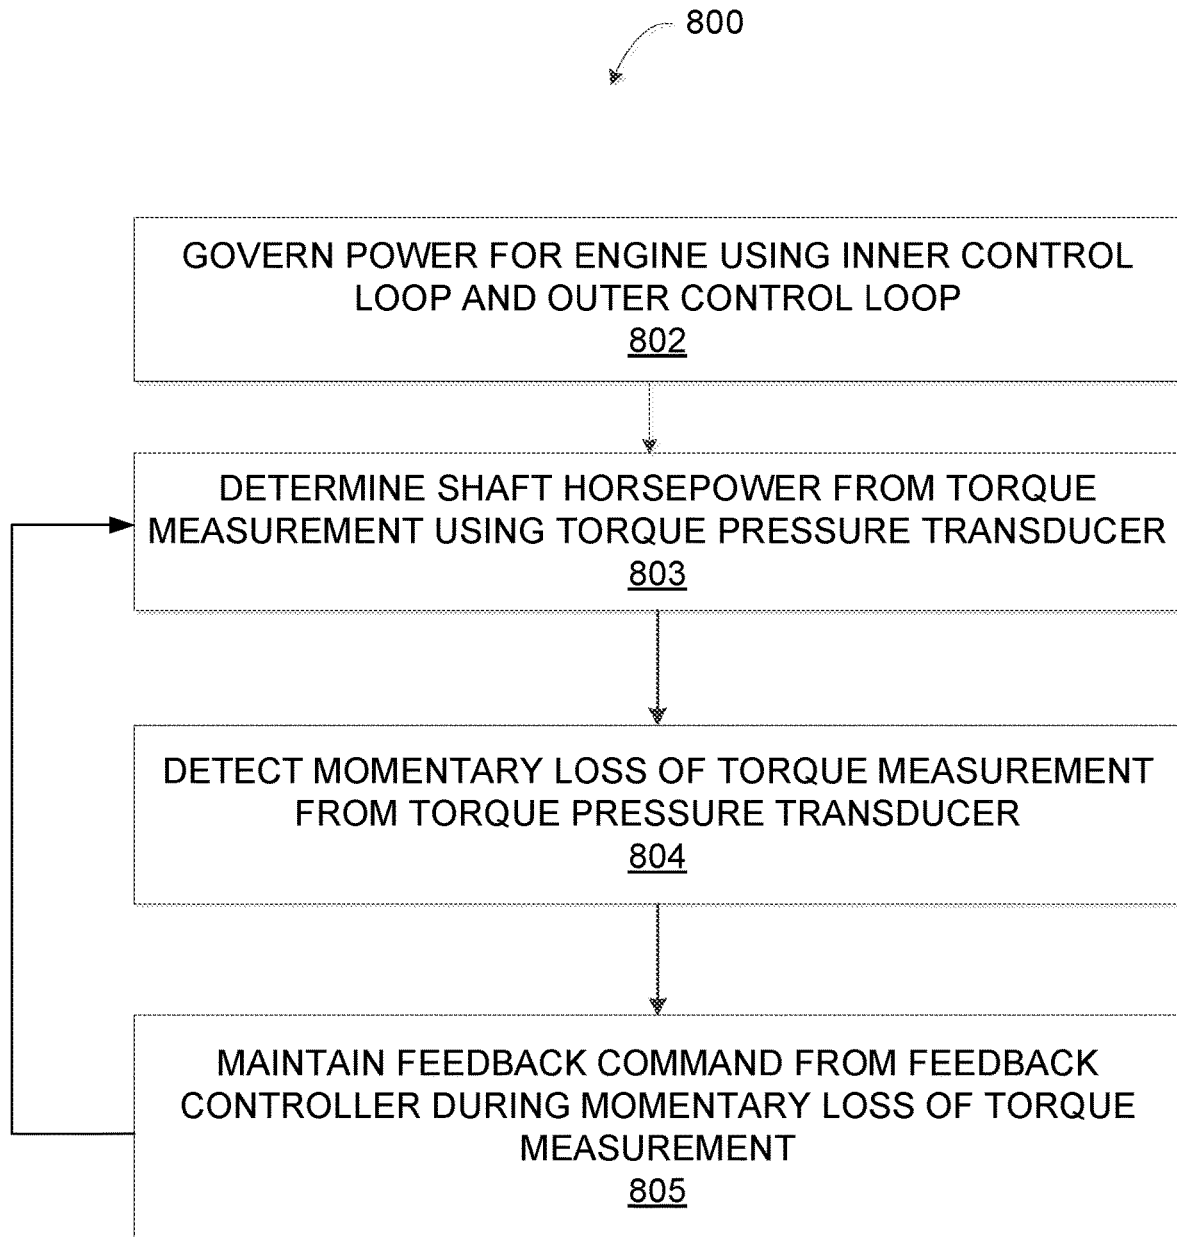 800
GOVERN POWER FOR ENGINE USING INNER CONTROL
LOOP AND OUTER CONTROL LOOP
802
DETERMINE SHAFT HORSEPOWER FROM TORQUE
MEASUREMENT USING TORQUE PRESSURE TRANSDUCER
803
DETECT MOMENTARY LOSS OF TORQUE MEASUREMENT
FROM TORQUE PRESSURE TRANSDUCER
804
MAINTAIN FEEDBACK COMMAND FROM FEEDBACK
CONTROLLER DURING MOMENTARY LOSS OF TORQUE
MEASUREMENT
805